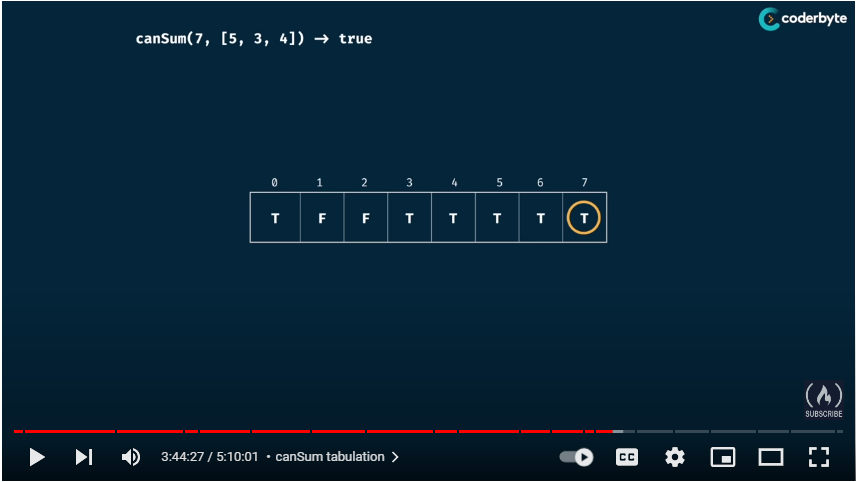 coderbyte
canSum(7, [5, 3, 4]) → true
0 1 2 3 4 5 6 7
T F F T T T T T
SUBSCRIBE
3:44:27 / 5:10:01 • canSum tabulation >
CC